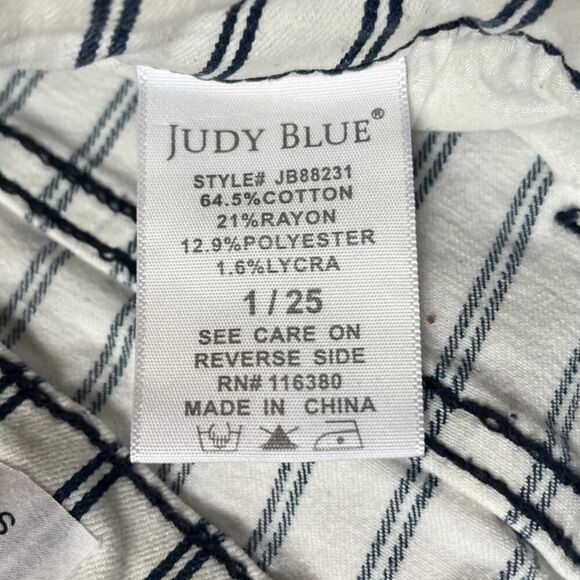 JUDY BLUE®
STYLE# JB88231
64.5%COTTON
21%RAYON
12.9%POLYESTER
1.6%LYCRA
1 / 25
SEE CARE ON
REVERSE SIDE
RN# 116380
MADE IN CHINA
S